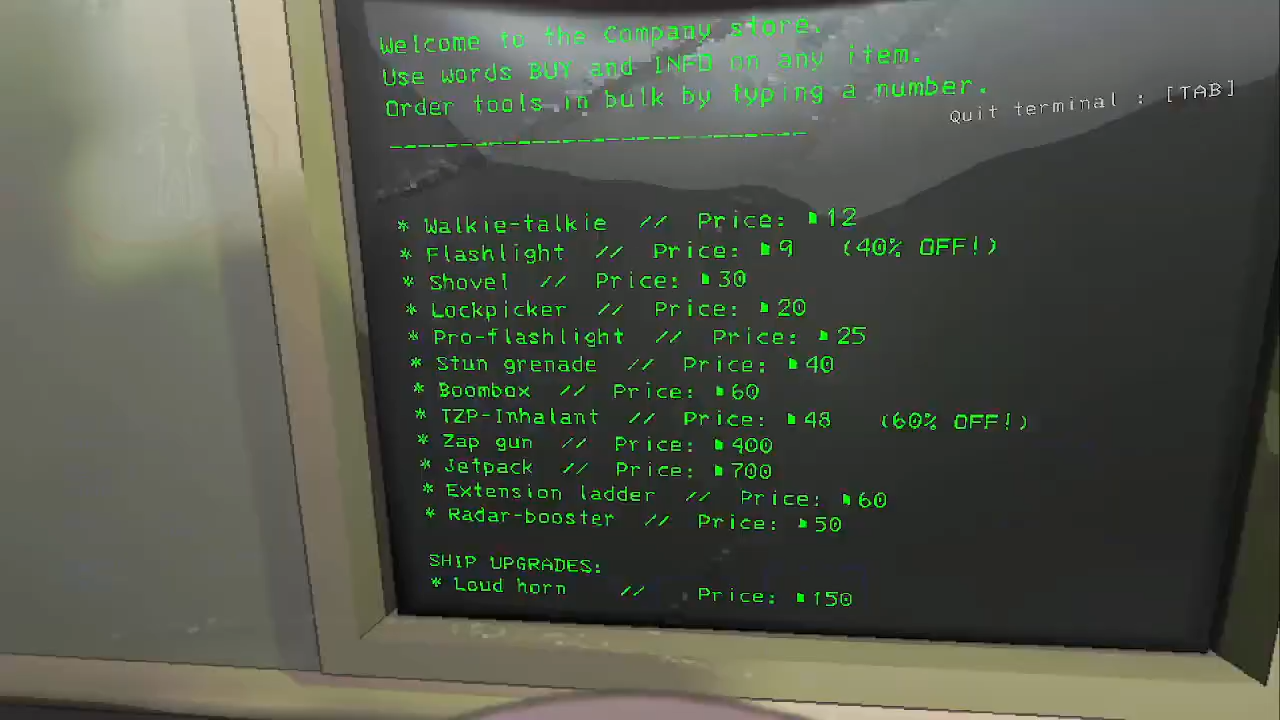 Welcome to the Company store.
Use words BUY and INFO on any item.
Order tools in bulk by typing a number.
Quit terminal : [TAB]
----------------------------
* Walkie-talkie // Price: ■12
* Flashlight // Price: ■9 (40% OFF!)
* Shovel // Price: ■30
* Lockpicker // Price: ■20
* Pro-flashlight // Price: ■25
* Stun grenade // Price: ■40
* Boombox // Price: ■60
* TZP-Inhalant // Price: ■48 (60% OFF!)
* Zap gun // Price: ■400
* Jetpack // Price: ■700
* Extension ladder // Price: ■60
* Radar-booster // Price: ■50
SHIP UPGRADES:
* Loud horn // Price: ■150